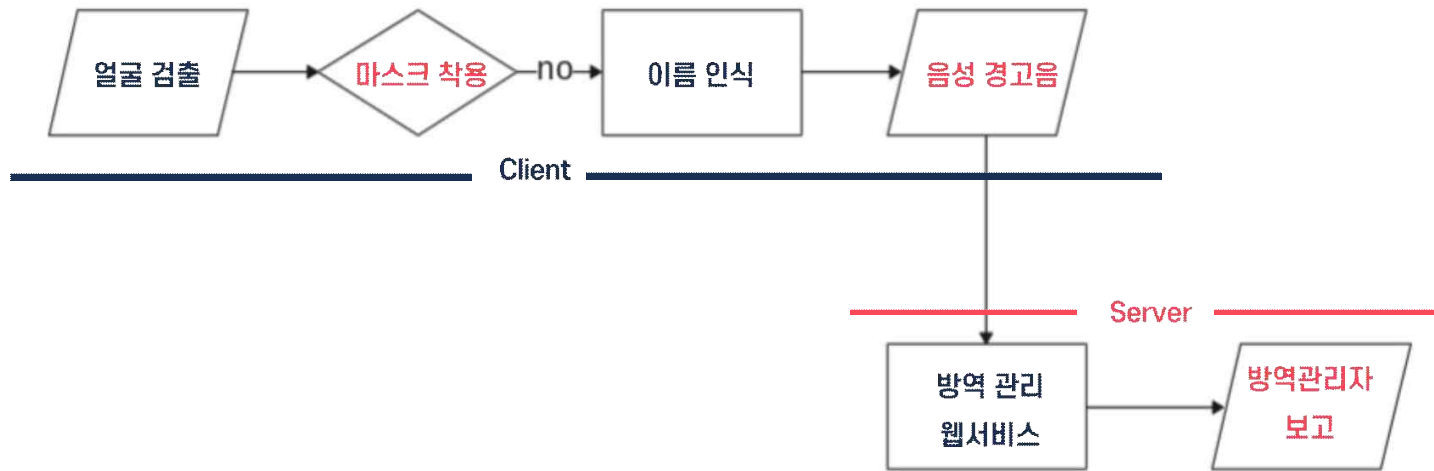 얼굴 검출
마스크 착용
no
이름 인식
음성 경고음
Client
Server
방역 관리
웹서비스
방역관리자
보고